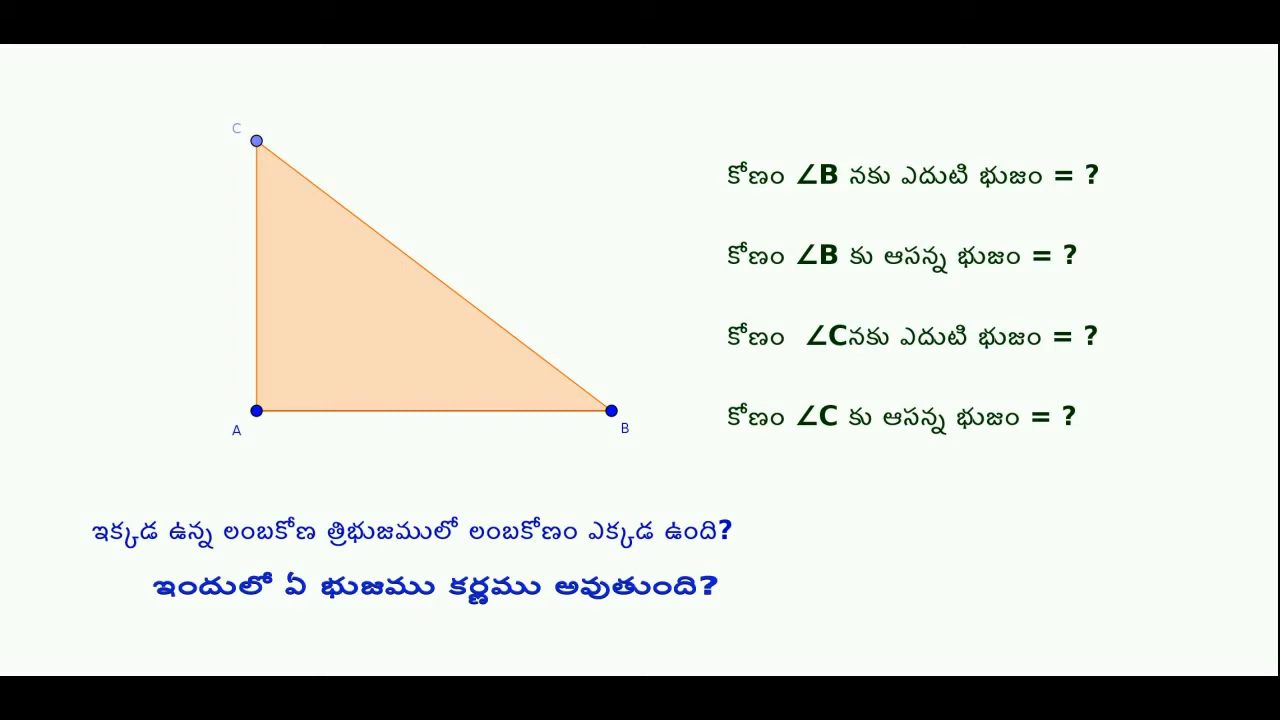 C
A
B
కోణం ∠B నకు ఎదుటి భుజం = ?
కోణం ∠B కు ఆసన్న భుజం = ?
కోణం ∠Cనకు ఎదుటి భుజం = ?
కోణం ∠C కు ఆసన్న భుజం = ?
ఇక్కడ ఉన్న లంబకోణ త్రిభుజములో లంబకోణం ఎక్కడ ఉంది?
ఇందులో ఏ భుజము కర్ణము అవుతుంది?